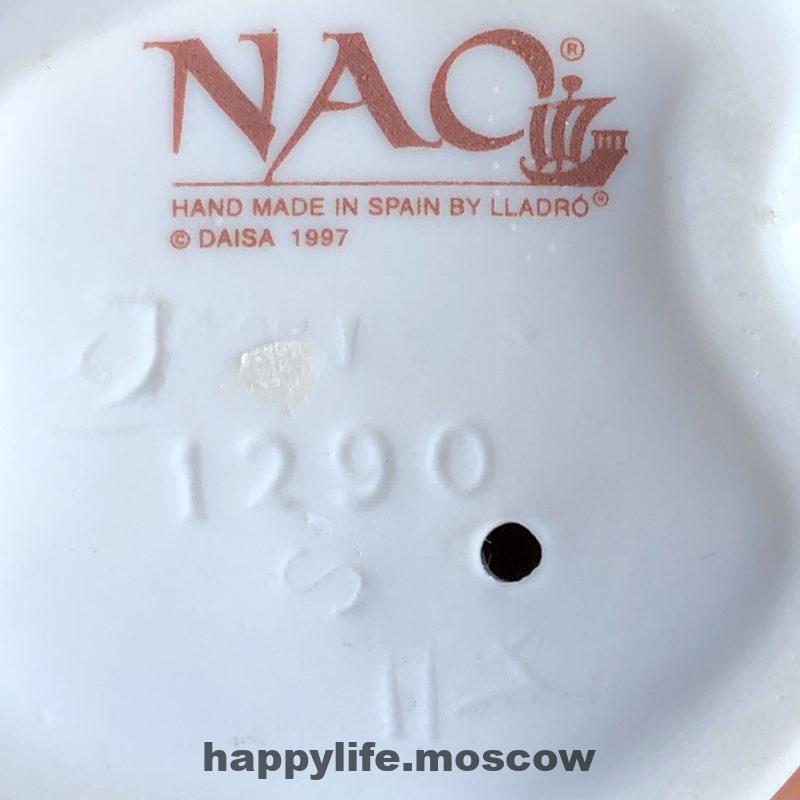 NAO®
HAND MADE IN SPAIN BY LLADRÓ®
© DAISA 1997
1290
S
happylife.moscow